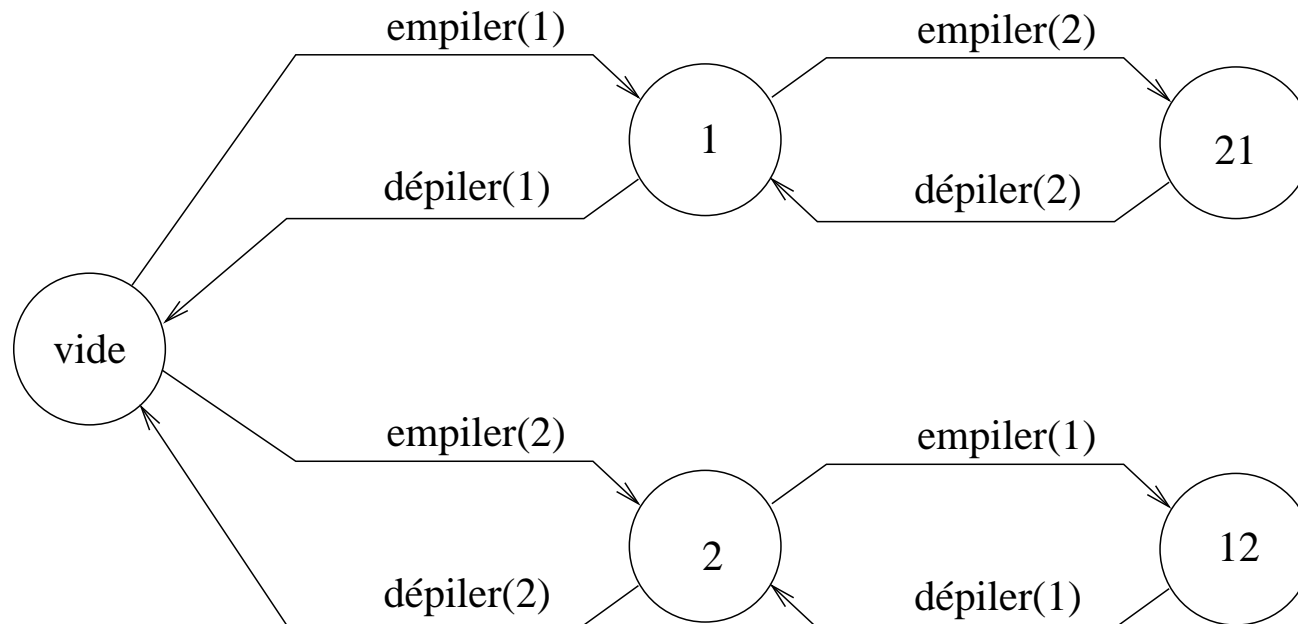 empiler(1)
empiler(2)
1
21
dépiler(1)
dépiler(2)
vide
empiler(2)
empiler(1)
2
12
dépiler(2)
dépiler(1)